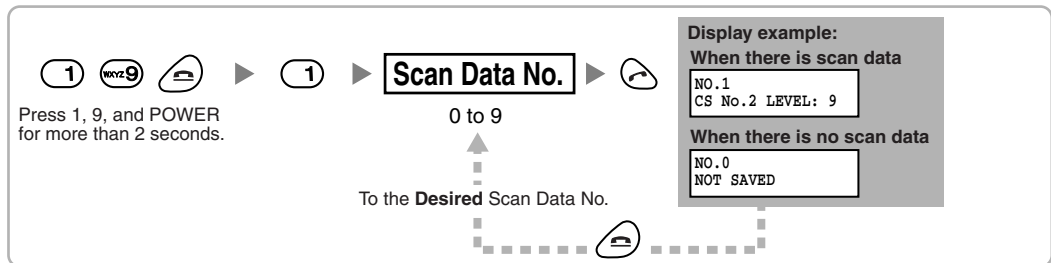 Display example:
When there is scan data
1) WXYZ9 1) Scan Data No.
NO.1
CS No.2 LEVEL: 9
Press 1, 9, and POWER
for more than 2 seconds.
0 to 9
When there is no scan data
NO.0
NOT SAVED
To the Desired Scan Data No.